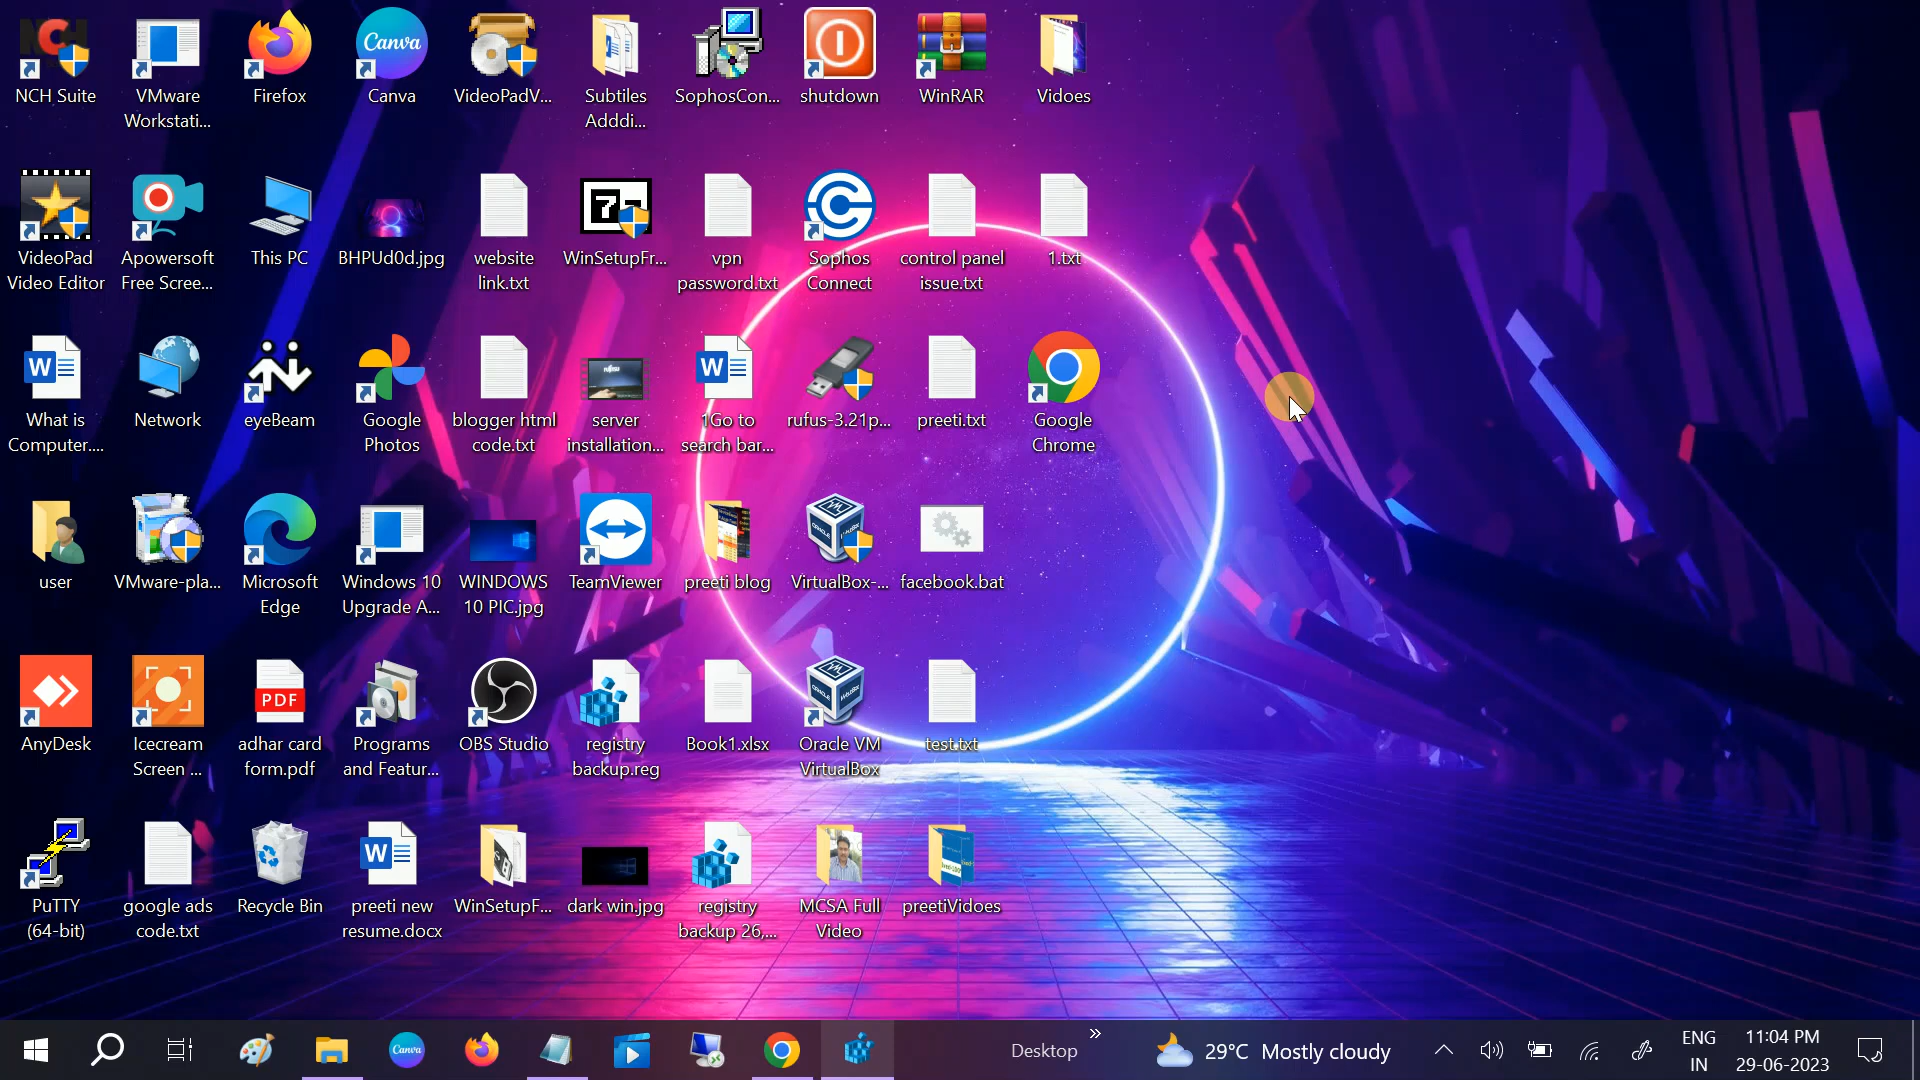 NCH Suite
VMware
Workstati...
Firefox
Canva
Canva
VideoPadV...
Subtiles
Adddi...
SophosCon...
shutdown
WinRAR
Vidoes
VideoPad
Video Editor
Apowersoft
Free Scree...
This PC
BHPUd0d.jpg
website
link.txt
WinSetupFr...
vpn
password.txt
Sophos
Connect
control panel
issue.txt
1.txt
What is
Computer....
Network
eyeBeam
Google
Photos
blogger html
code.txt
server
installation...
1Go to
search bar...
rufus-3.21p...
preeti.txt
Google
Chrome
user
VMware-pla...
Microsoft
Edge
Windows 10
Upgrade A...
WINDOWS
10 PIC.jpg
TeamViewer
preeti blog
VirtualBox-...
facebook.bat
AnyDesk
Icecream
Screen ...
PDF
adhar card
form.pdf
Programs
and Featur...
OBS Studio
registry
backup.reg
Book1.xlsx
Oracle VM
VirtualBox
test.txt
PuTTY
(64-bit)
google ads
code.txt
Recycle Bin
preeti new
resume.docx
WinSetupF...
dark win.jpg
registry
backup 26,...
MCSA Full
Video
preetiVidoes
Canva
Desktop
»
29°C Mostly cloudy
ENG
IN
11:04 PM
29-06-2023